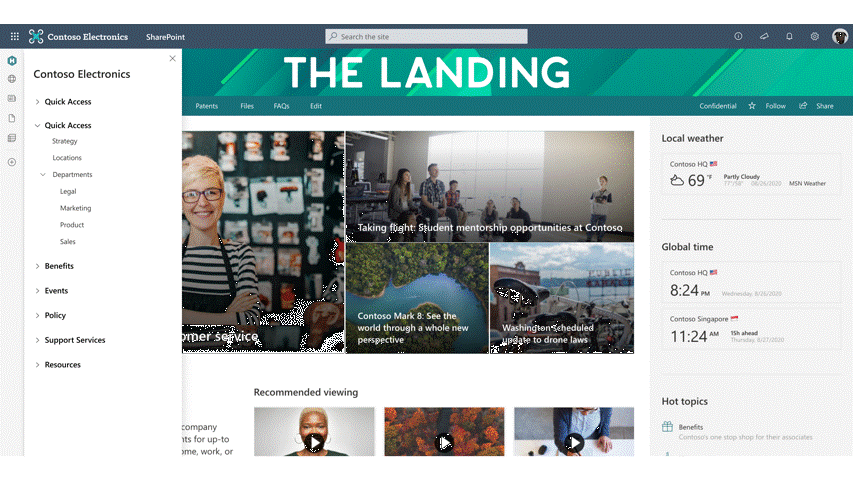 Contoso Electronics
SharePoint
Search the site
Contoso Electronics
Quick Access
Quick Access
Strategy
Locations
Departments
Legal
Marketing
Product
Sales
Benefits
Events
Policy
Support Services
Resources
THE LANDING
Patents
Files
FAQs
Edit
Confidential
Follow
Share
omer service
Taking flight: Student mentorship opportunities at Contoso
Contoso Mark 8: See the
world through a whole new
perspective
PUBLIC
Washington scheduled
update to drone laws
Recommended viewing
company
nts for up-to
ome, work, or
Local weather
Contoso HQ
69 °F
Partly Cloudy
77°/58° 08/26/2020
MSN Weather
Global time
Contoso HQ
8:24 PM
Wednesday, 8/26/2020
Contoso Singapore
11:24 AM
15h ahead
Thursday, 8/27/2020
Hot topics
Benefits
Contoso's one stop shop for their associates